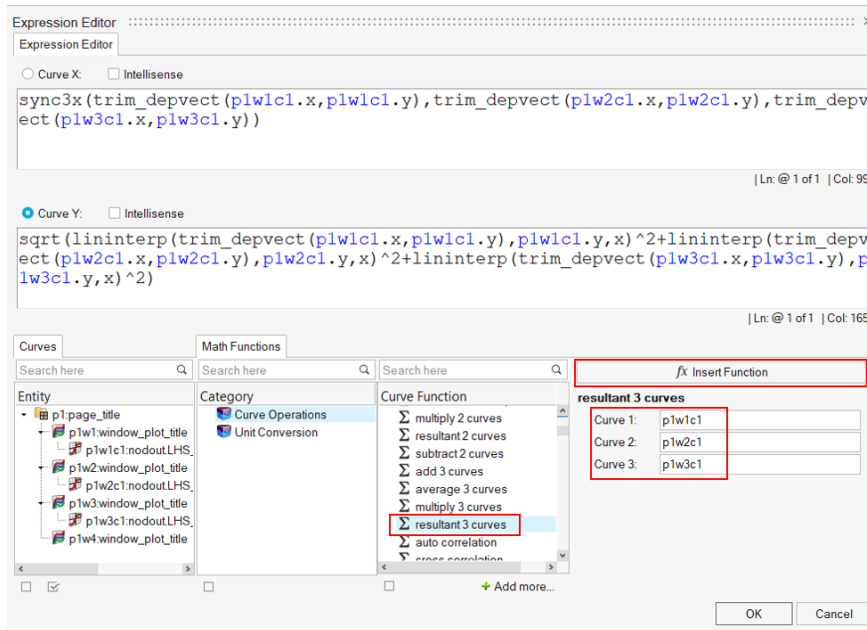 Expression Editor
Expression Editor
Curve X: Intellisense
sync3x(trim_depvect(p1w1c1.x,p1w1c1.y),trim_depvect(p1w2c1.x,p1w2c1.y),trim_depv
ect(p1w3c1.x,p1w3c1.y))
| Ln: @ 1 of 1 | Col: 99
Curve Y: Intellisense
sqrt(lininterp(trim_depvect(p1w1c1.x,p1w1c1.y),p1w1c1.y,x)^2+lininterp(trim_depv
ect(p1w2c1.x,p1w2c1.y),p1w2c1.y,x)^2+lininterp(trim_depvect(p1w3c1.x,p1w3c1.y),p
1w3c1.y,x)^2)
| Ln: @ 1 of 1 | Col: 165
Curves Math Functions
Search here Search here Search here fx Insert Function
Entity Category Curve Function resultant 3 curves
p1:page_title Curve Operations multiply 2 curves Curve 1: p1w1c1
p1w1:window_plot_title Unit Conversion resultant 2 curves Curve 2: p1w2c1
p1w1c1:nodout.LHS_ subtract 2 curves Curve 3: p1w3c1
p1w2:window_plot_title add 3 curves
p1w2c1:nodout.LHS_ average 3 curves
p1w3:window_plot_title multiply 3 curves
p1w3c1:nodout.LHS_ resultant 3 curves
p1w4:window_plot_title auto correlation
cross correlation
Add more...
OK Cancel